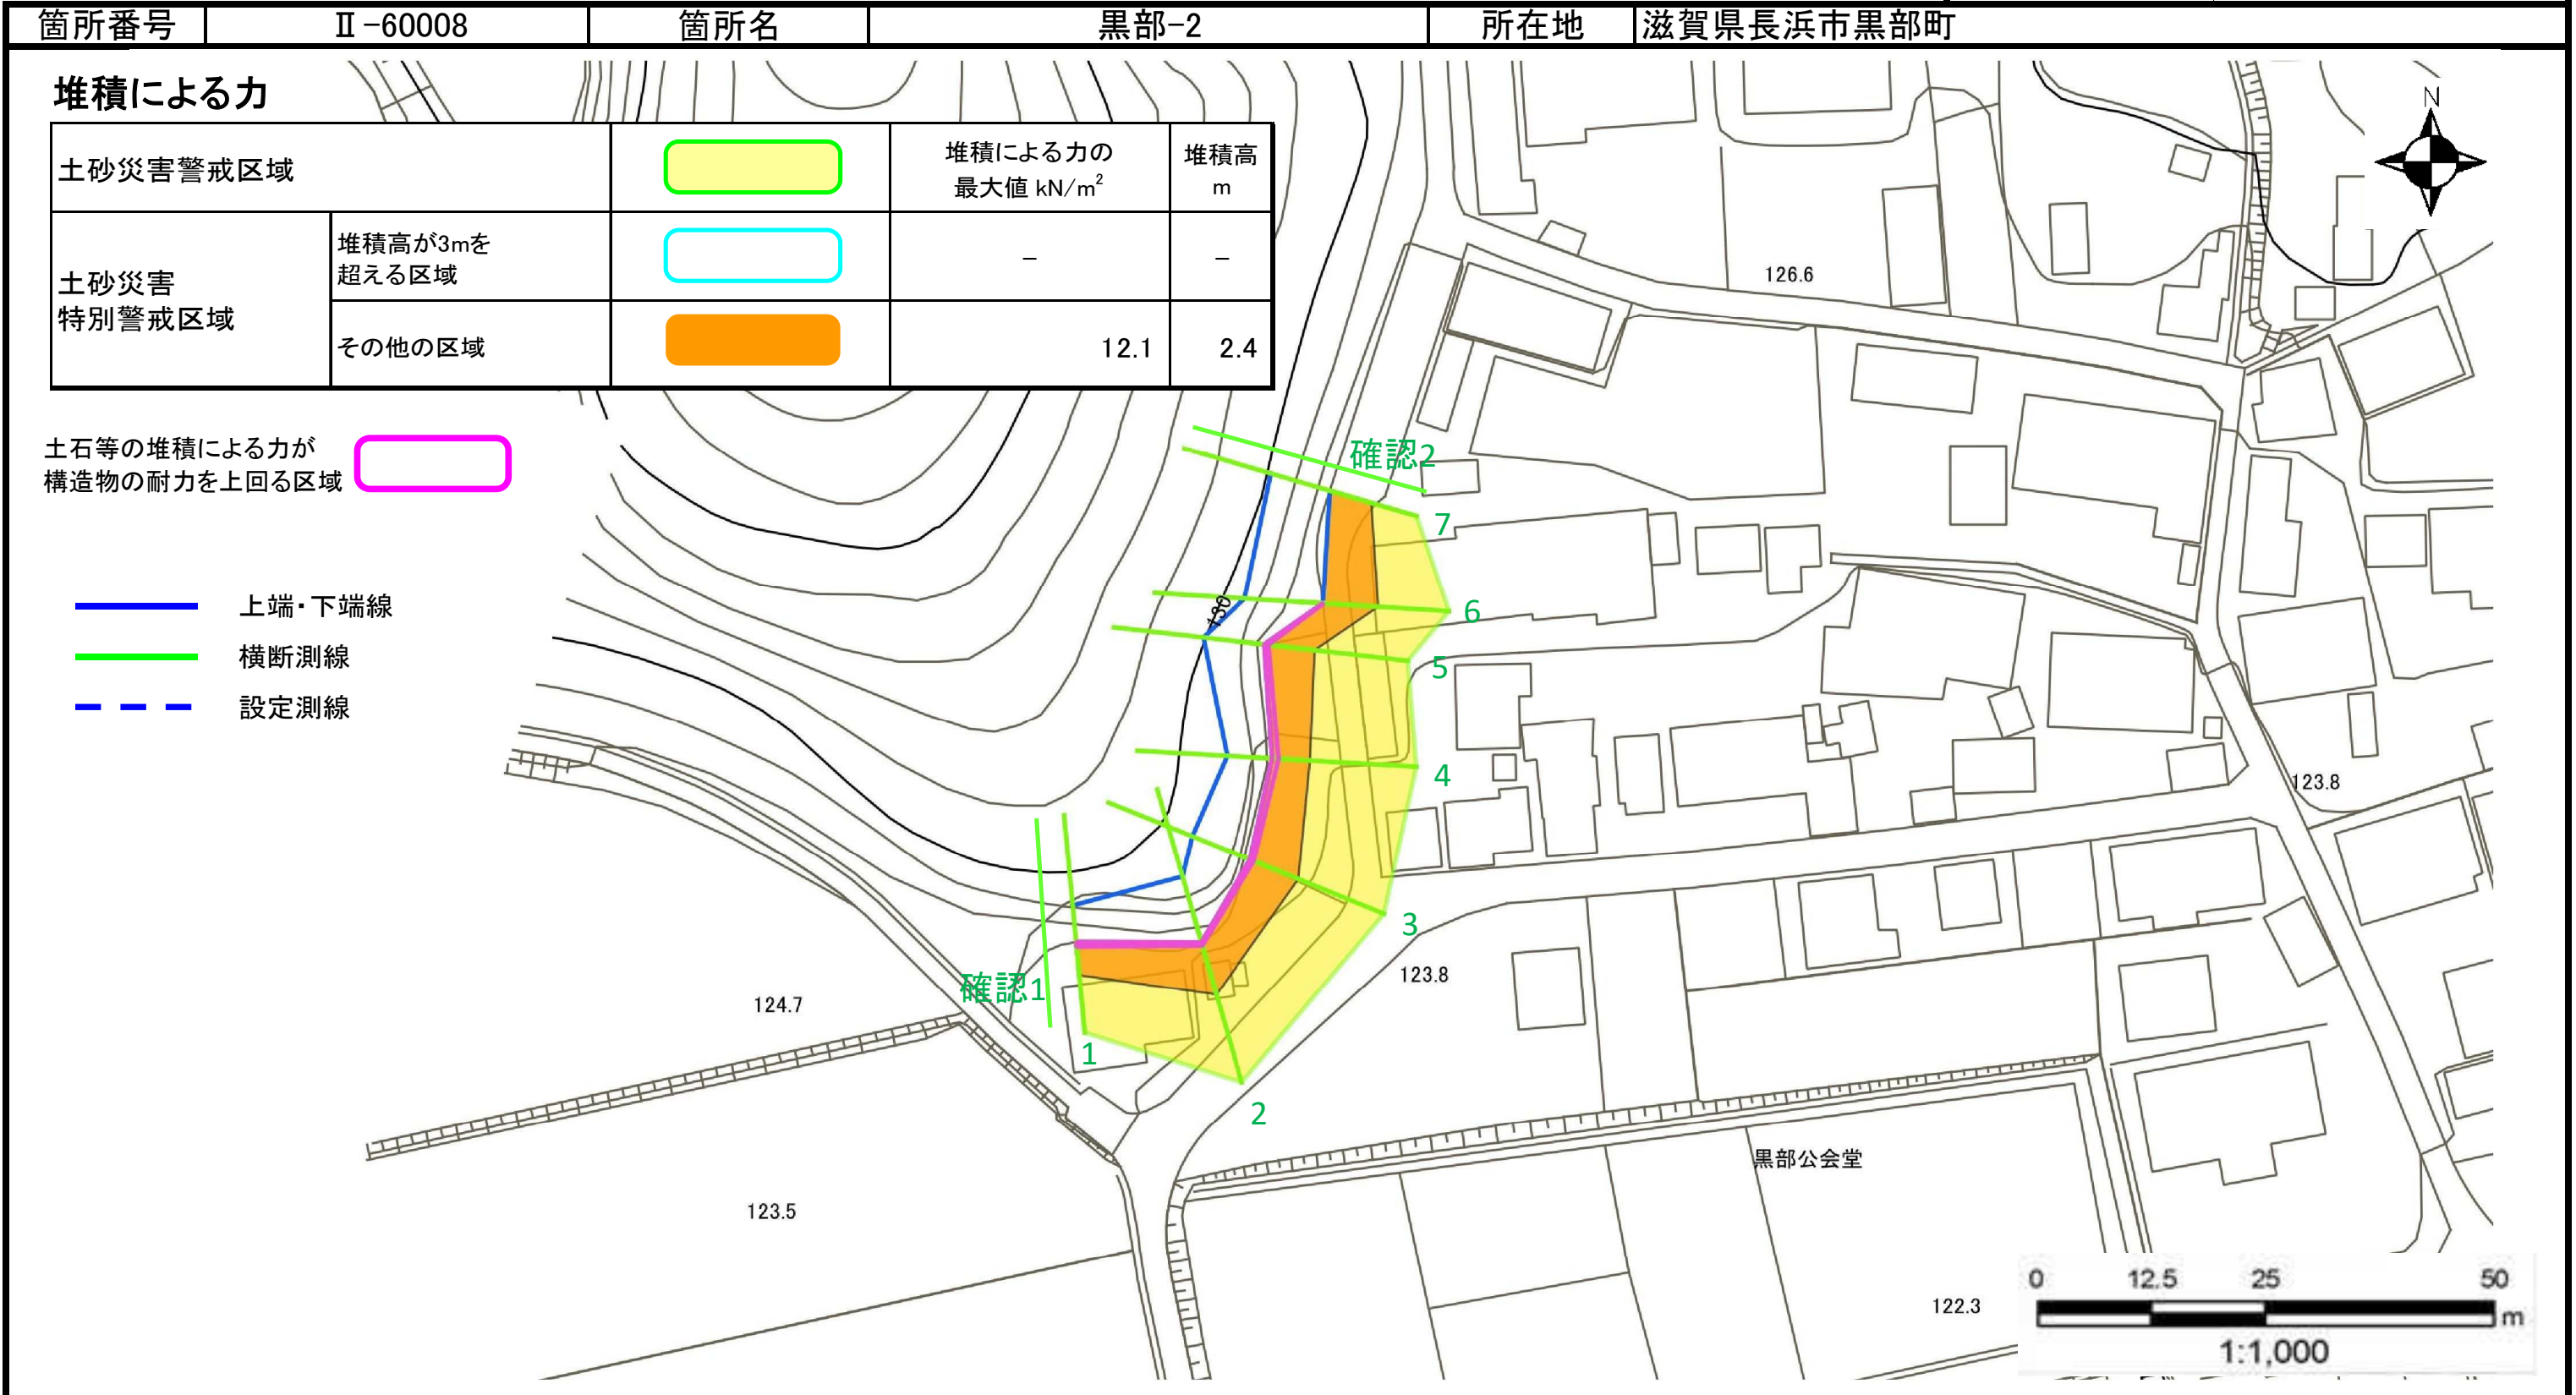 箇所番号 Ⅱ-60008 箇所名 黒部-2 所在地 滋賀県長浜市黒部町
堆積による力
土砂災害警戒区域
堆積による力の
最大値 kN/m²
堆積高
m
土砂災害
特別警戒区域
堆積高が3mを
超える区域
－ －
その他の区域
12.1 2.4
土石等の堆積による力が
構造物の耐力を上回る区域
上端・下端線
横断測線
設定測線
N
126.6
確認2
7
130
6
5
4
123.8
3
123.8
確認1
124.7
1
2
黒部公会堂
123.5
122.3
0 12.5 25 50
m
1:1,000